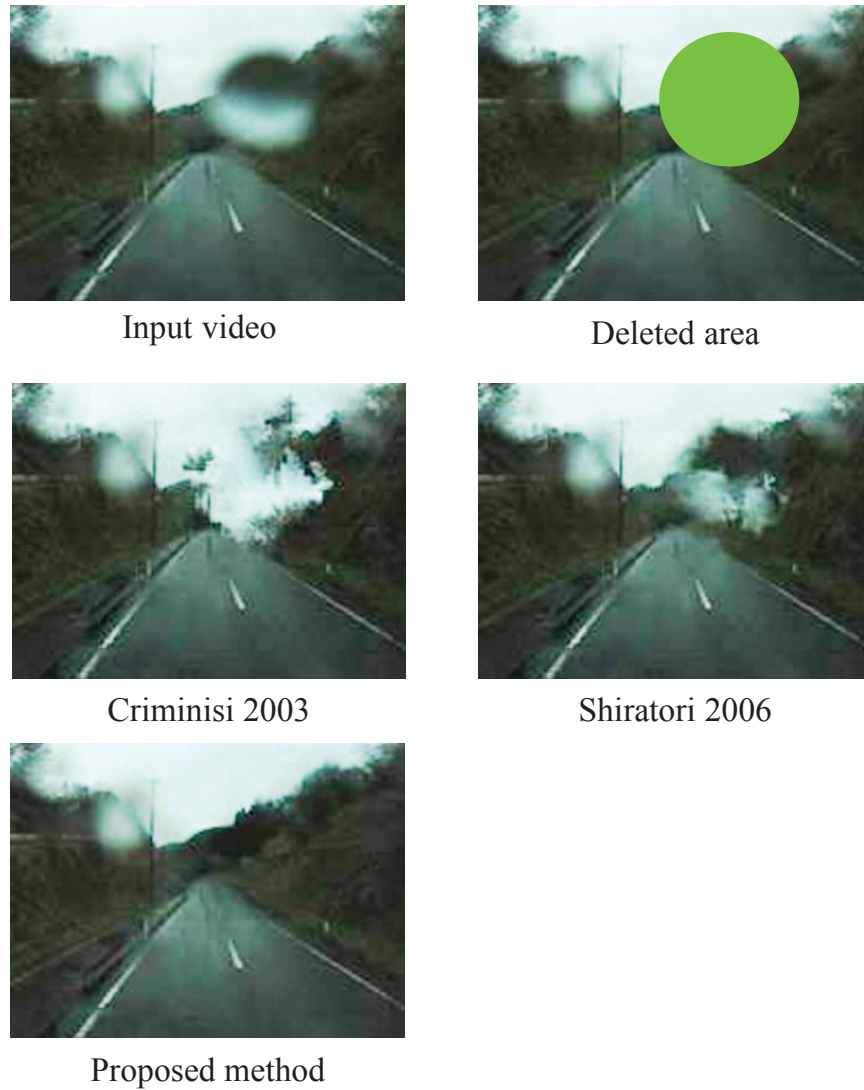 Input video
Deleted area
Criminisi 2003
Shiratori 2006
Proposed method